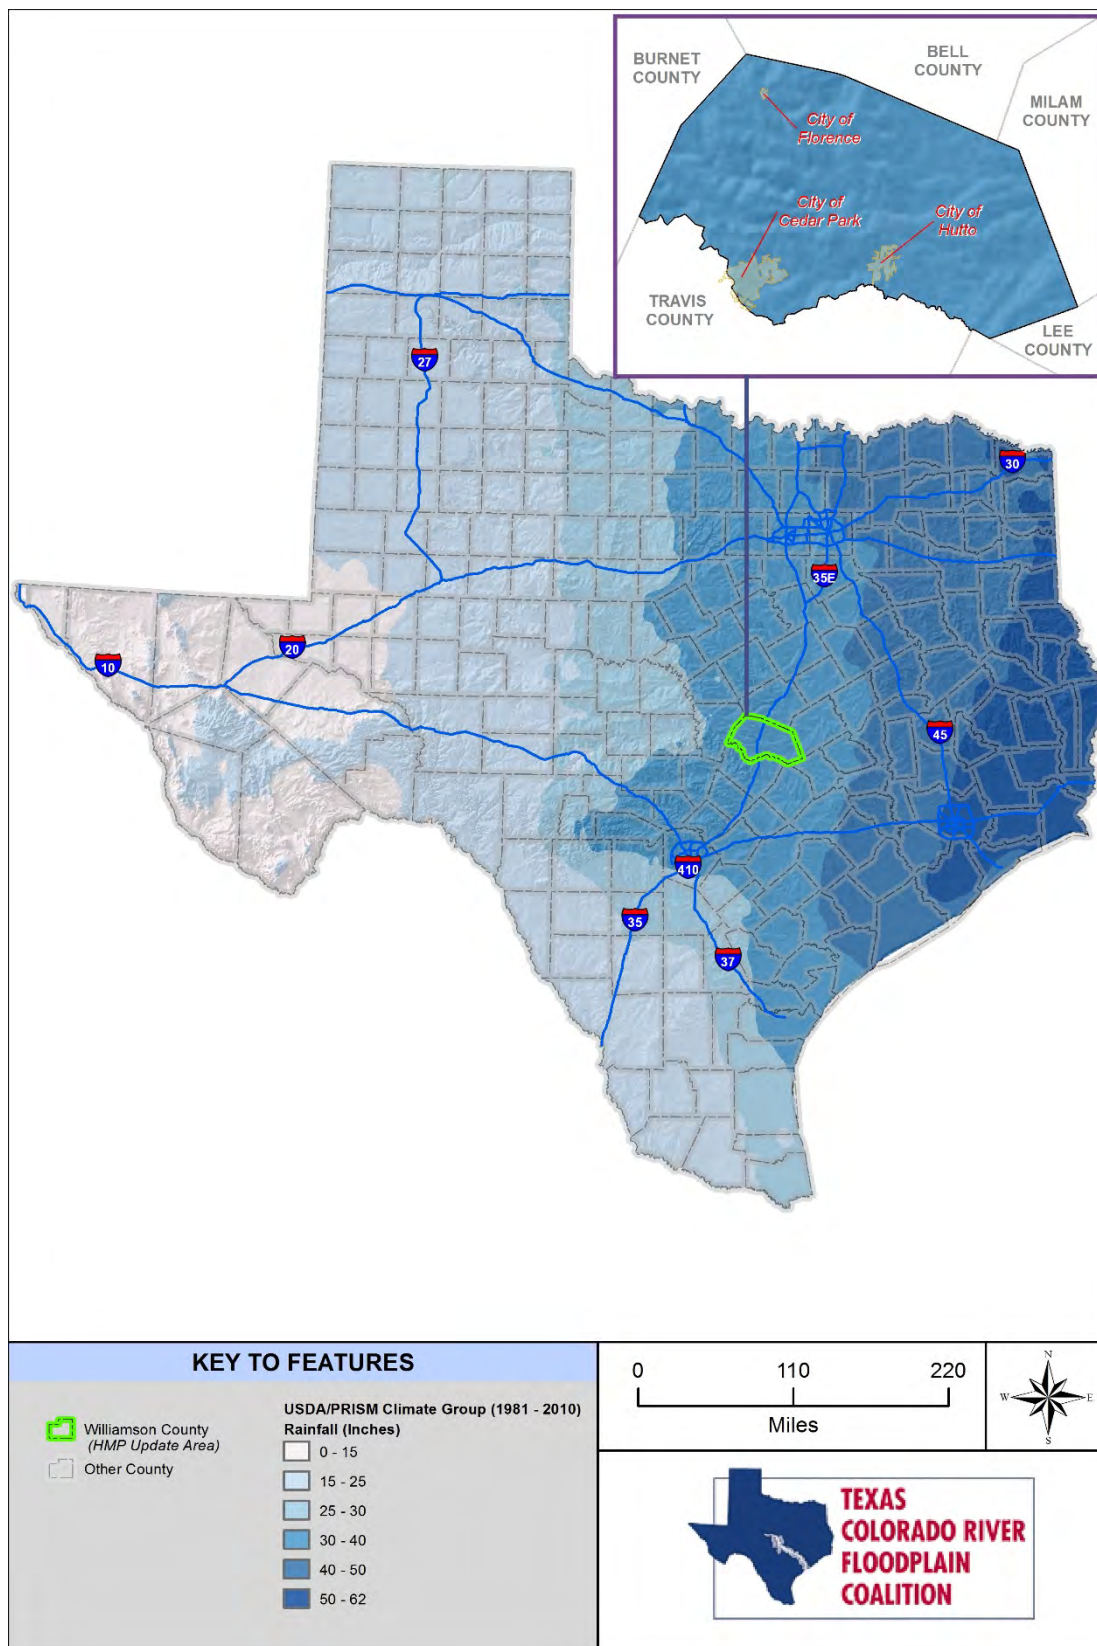 BURNET
COUNTY
BELL
COUNTY
MILAM
COUNTY
City of
Florence
City of
Cedar Park
City of
Hutto
TRAVIS
COUNTY
LEE
COUNTY
27
30
35E
20
10
45
410
35
37
KEY TO FEATURES
Williamson County
(HMP Update Area)
Other County
USDA/PRISM Climate Group (1981 - 2010)
Rainfall (Inches)
0 - 15
15 - 25
25 - 30
30 - 40
40 - 50
50 - 62
0 110 220
Miles
N
W E
S
TEXAS
COLORADO RIVER
FLOODPLAIN
COALITION